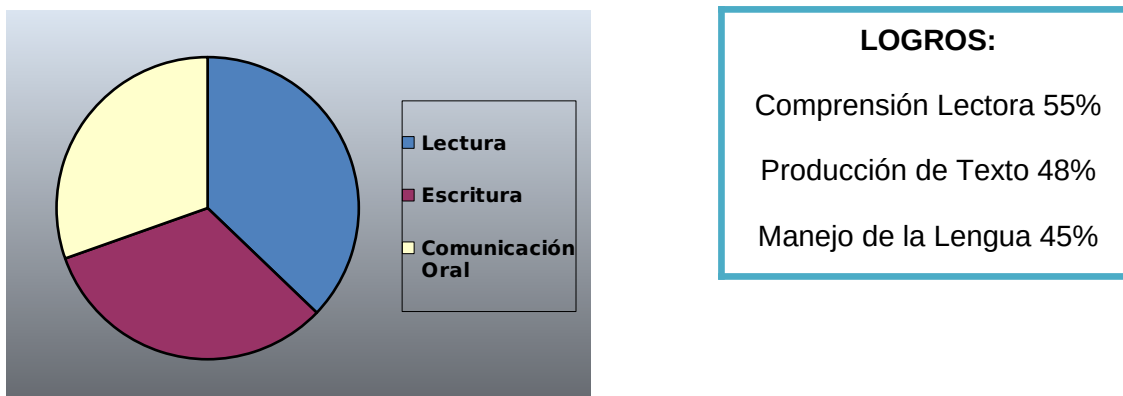 Lectura
Escritura
Comunicación
Oral
LOGROS:
Comprensión Lectora 55%
Producción de Texto 48%
Manejo de la Lengua 45%